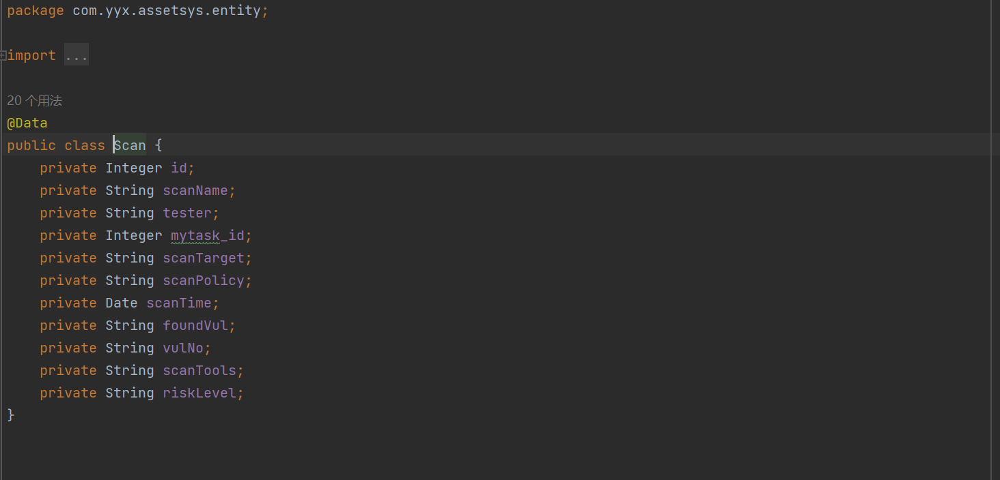 package com.yyx.assetsys.entity;
import ...
20 个用法
@Data
public class Scan {
    private Integer id;
    private String scanName;
    private String tester;
    private Integer mytask_id;
    private String scanTarget;
    private String scanPolicy;
    private Date scanTime;
    private String foundVul;
    private String vulNo;
    private String scanTools;
    private String riskLevel;
}